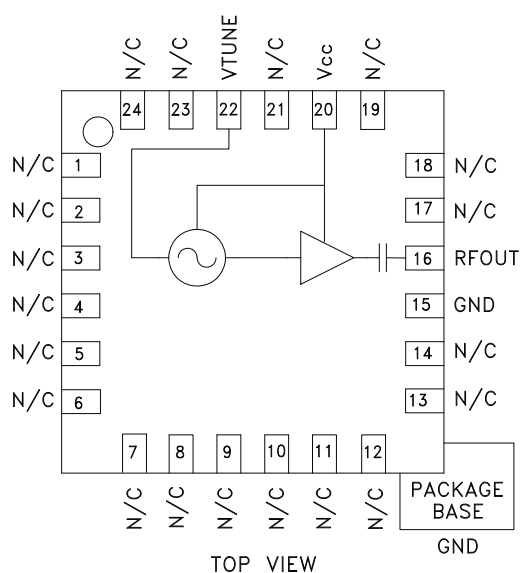 N/C
N/C
VTUNE
N/C
Vcc
N/C
24
23
22
21
20
19
N/C 1
18 N/C
N/C 2
17 N/C
N/C 3
16 RFOUT
N/C 4
15 GND
N/C 5
14 N/C
N/C 6
13 N/C
7
8
9
10
11
12
N/C
N/C
N/C
N/C
N/C
N/C
PACKAGE
BASE
GND
TOP VIEW